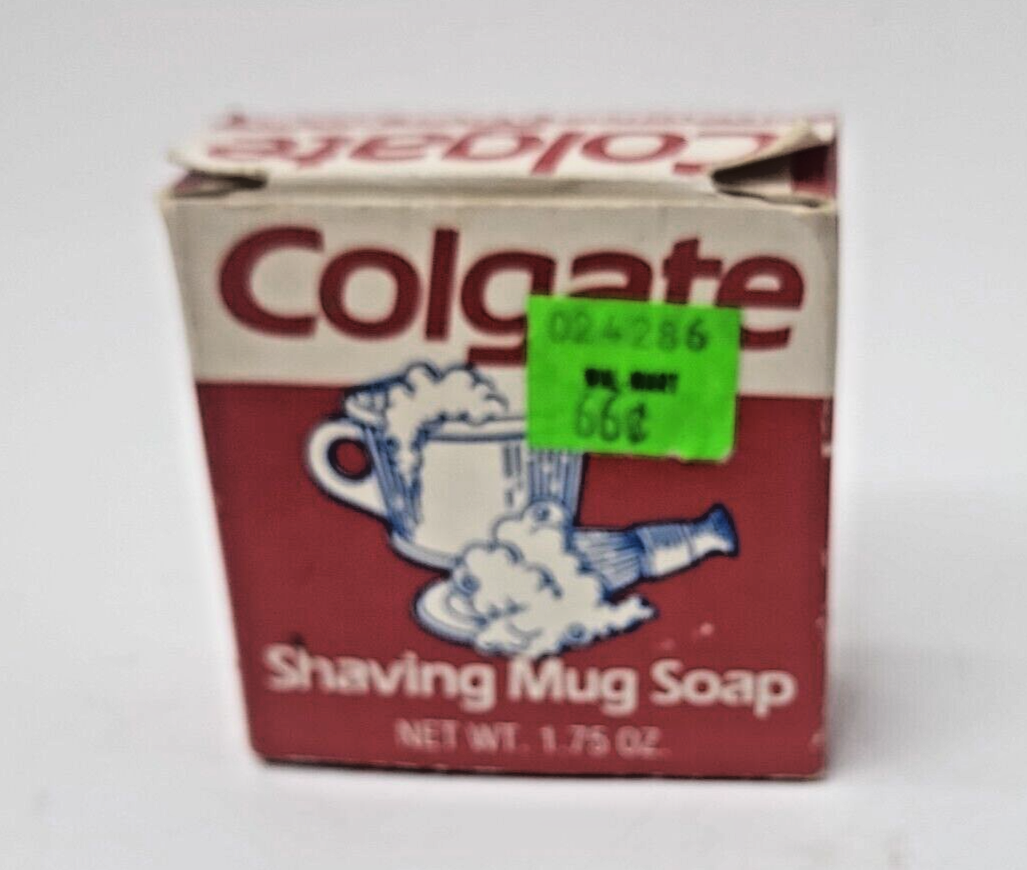 Colgate
Colgate
024286
66¢
Shaving Mug Soap
NET WT. 1.75 OZ.